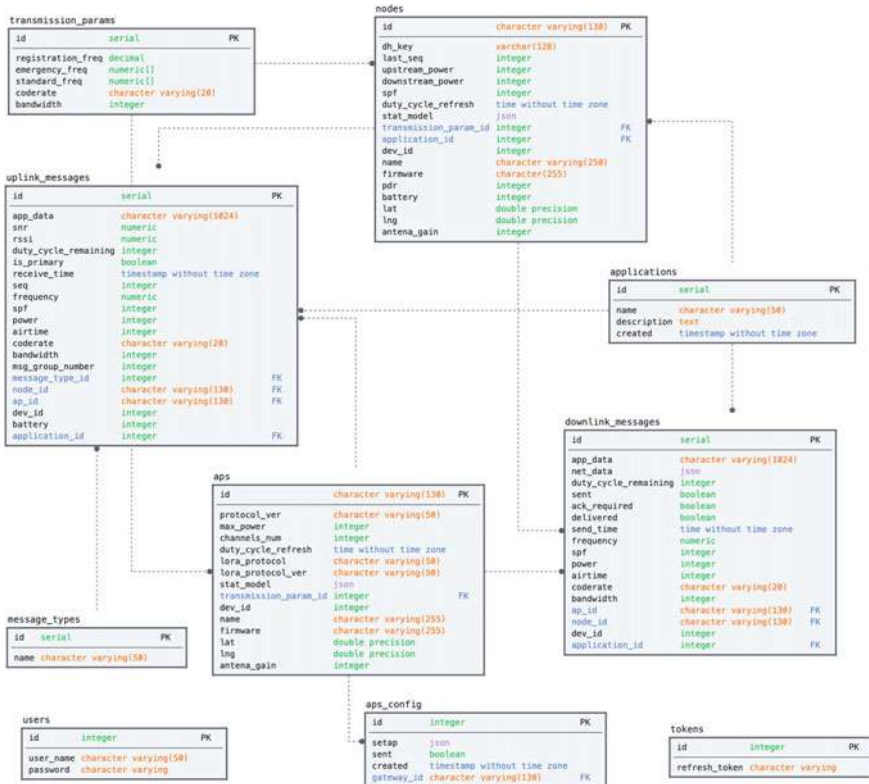 transmission_params
id serial PK
registration_freq decimal
emergency_freq numeric[]
standard_freq numeric[]
coderate character varying(20)
bandwidth integer
nodes
id character varying(130) PK
dh_key varchar(128)
last_seq integer
upstream_power integer
downstream_power integer
spf integer
duty_cycle_refresh time without time zone
stat_model json
transmission_param_id integer FK
application_id integer FK
dev_id integer
name character varying(250)
firmware character(255)
pdr integer
battery integer
lat double precision
lng double precision
antena_gain integer
uplink_messages
id serial PK
app_data character varying(1024)
snr numeric
rssi numeric
duty_cycle_remaining integer
is_primary boolean
receive_time timestamp without time zone
seq integer
frequency numeric
spf integer
power integer
airtime integer
coderate character varying(20)
bandwidth integer
msg_group_number integer
message_type_id integer FK
node_id character varying(130) FK
ap_id character varying(130) FK
dev_id integer
battery integer
application_id integer FK
applications
id serial PK
name character varying(50)
description text
created timestamp without time zone
downlink_messages
id serial PK
app_data character varying(1024)
net_data json
duty_cycle_remaining integer
sent boolean
ack_required boolean
delivered boolean
send_time time without time zone
frequency numeric
spf integer
power integer
airtime integer
coderate character varying(20)
bandwidth integer
ap_id character varying(130) FK
node_id character varying(130) FK
dev_id integer
application_id integer FK
aps
id character varying(130) PK
protocol_ver character varying(50)
max_power integer
channels_num integer
duty_cycle_refresh time without time zone
lora_protocol character varying(50)
lora_protocol_ver character varying(50)
stat_model json
transmission_param_id integer FK
dev_id integer
name character varying(255)
firmware character varying(255)
lat double precision
lng double precision
antena_gain integer
message_types
id serial PK
name character varying(50)
users
id integer PK
user_name character varying(50)
password character varying
aps_config
id integer PK
setap json
sent boolean
created timestamp without time zone
gateway_id character varying(130) FK
tokens
id integer PK
refresh_token character varying